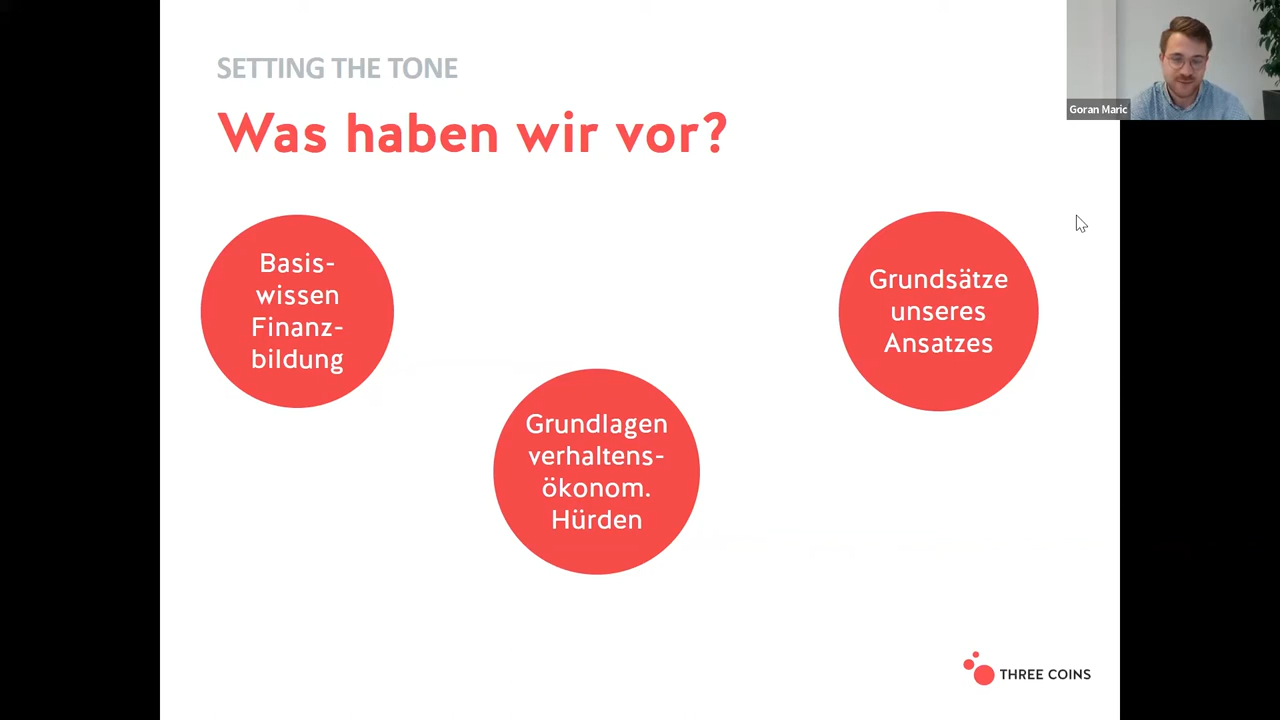 SETTING THE TONE
Was haben wir vor?
Goran Maric
Basis-
wissen
Finanz-
bildung
Grundlagen
verhaltens-
ökonom.
Hürden
Grundsätze
unseres
Ansatzes
THREE COINS